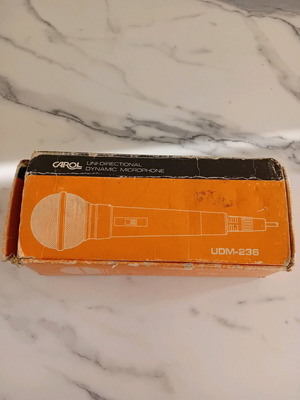 CAROL
UNI-DIRECTIONAL
DYNAMIC MICROPHONE
UDM-236